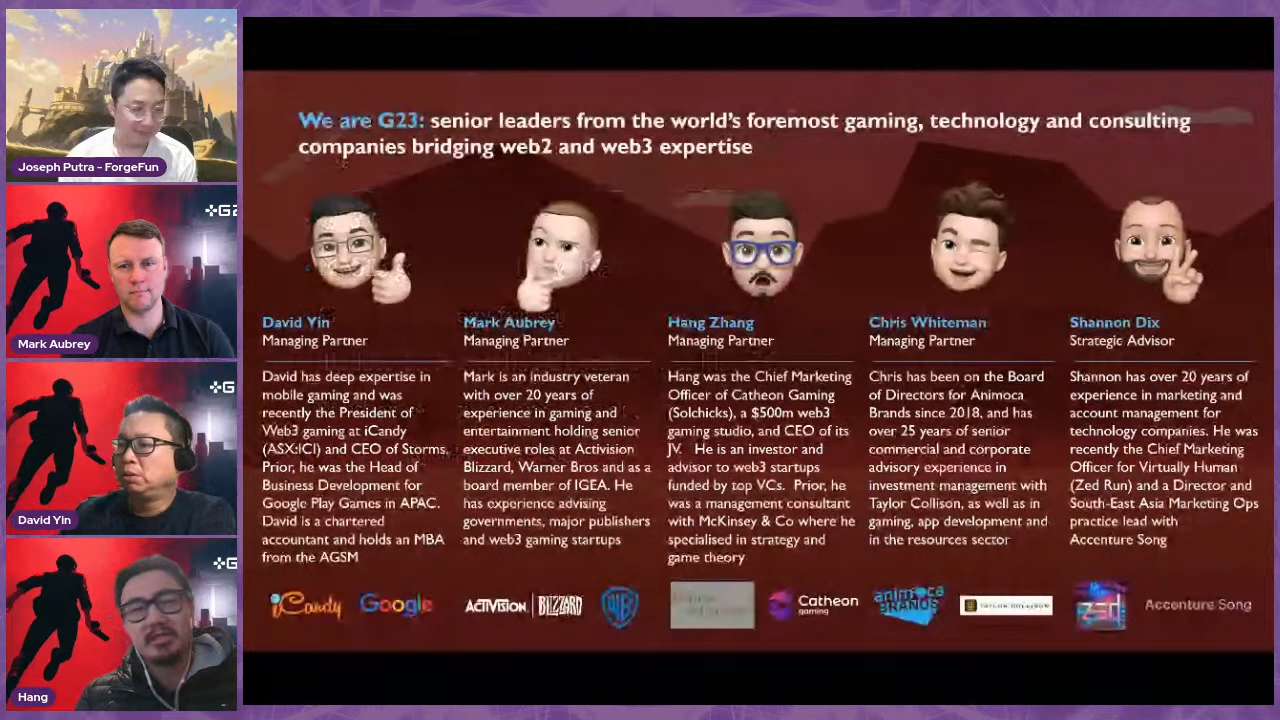 Joseph Putra - ForgeFun
Mark Aubrey
David Yin
Hang
We are G23: senior leaders from the world's foremost gaming, technology and consulting
companies bridging web2 and web3 expertise
David Yin
Managing Partner
David has deep expertise in
mobile gaming and was
recently the President of
Web3 gaming at iCandy
(ASX:ICI) and CEO of Storms.
Prior, he was the Head of
Business Development for
Google Play Games in APAC.
David is a chartered
accountant and holds an MBA
from the AGSM
iCandy Google
Mark Aubrey
Managing Partner
Mark is an industry veteran
with over 20 years of
experience in gaming and
entertainment holding senior
executive roles at Activision
Blizzard, Warner Bros and as a
board member of IGEA. He
has experience advising
governments, major publishers
and web3 gaming startups
ACTIVISION BLIZZARD WB
Hang Zhang
Managing Partner
Hang was the Chief Marketing
Officer of Catheon Gaming
(Solchicks), a $500m web3
gaming studio, and CEO of its
JV. He is an investor and
advisor to web3 startups
funded by top VCs. Prior, he
was a management consultant
with McKinsey & Co where he
specialised in strategy and
game theory
Catheon
gaming
Chris Whiteman
Managing Partner
Chris has been on the Board
of Directors for Animoca
Brands since 2018, and has
over 25 years of senior
commercial and corporate
advisory experience in
investment management with
Taylor Collison, as well as in
gaming, app development and
in the resources sector
animoca
BRANDS
TAYLOR COLLISON
Shannon Dix
Strategic Advisor
Shannon has over 20 years of
experience in marketing and
account management for
technology companies. He was
recently the Chief Marketing
Officer for Virtually Human
(Zed Run) and a Director and
South-East Asia Marketing Ops
practice lead with
Accenture Song
zed Accenture Song